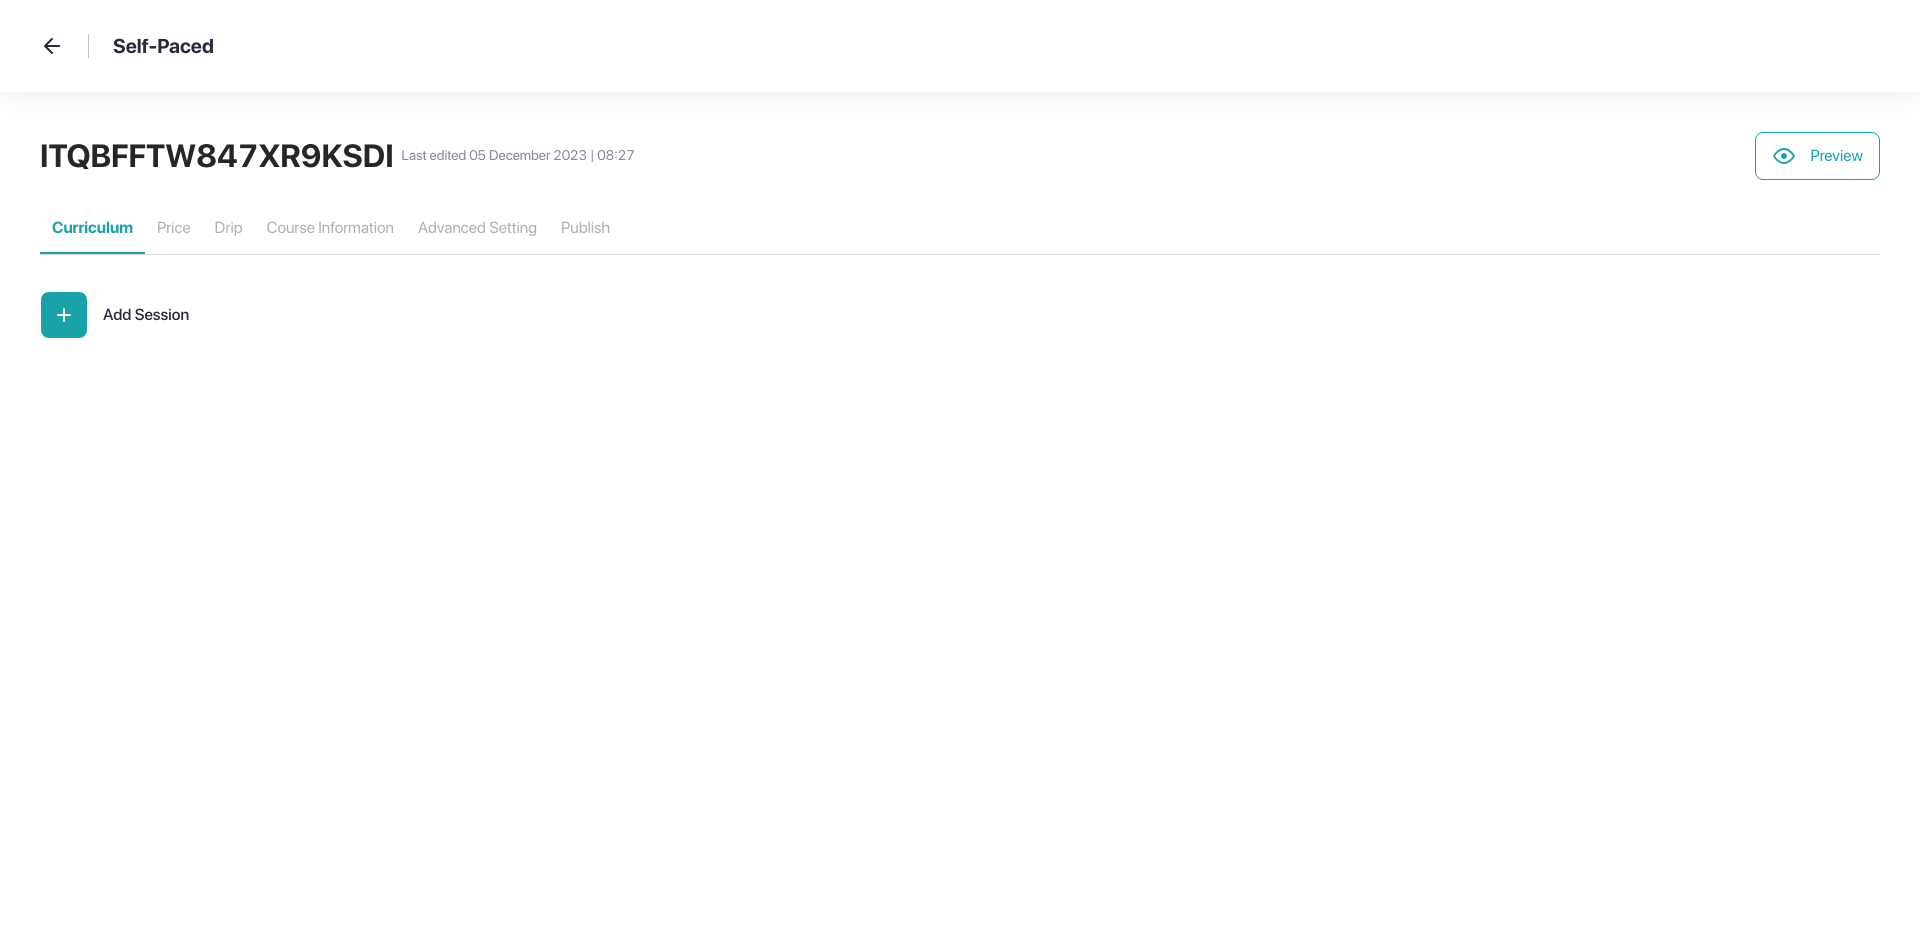 Self-Paced
ITQBFFTW847XR9KSDI Last edited 05 December 2023 | 08:27
Preview
Curriculum Price Drip Course Information Advanced Setting Publish
Add Session